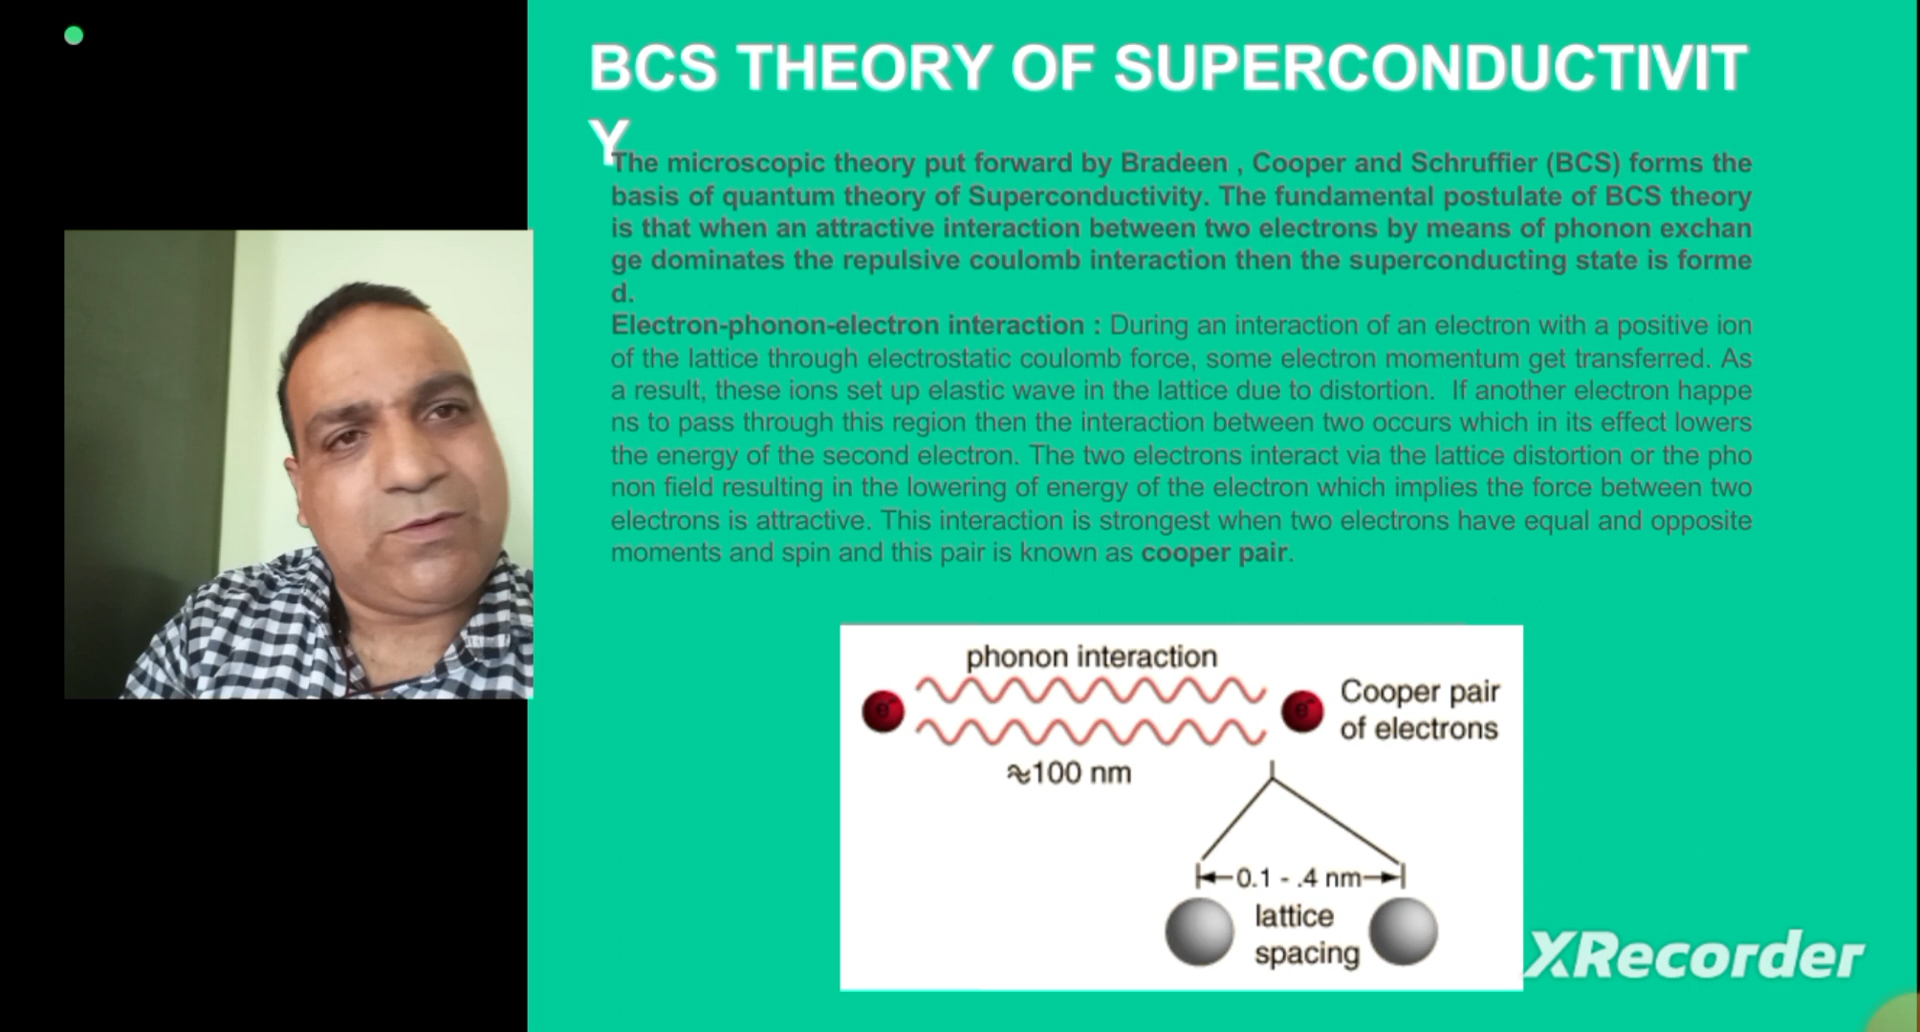 BCS THEORY OF SUPERCONDUCTIVIT
Y
The microscopic theory put forward by Bradeen , Cooper and Schruffier (BCS) forms the
basis of quantum theory of Superconductivity. The fundamental postulate of BCS theory
is that when an attractive interaction between two electrons by means of phonon exchan
ge dominates the repulsive coulomb interaction then the superconducting state is forme
d.
Electron-phonon-electron interaction : During an interaction of an electron with a positive ion
of the lattice through electrostatic coulomb force, some electron momentum get transferred. As
a result, these ions set up elastic wave in the lattice due to distortion. If another electron happe
ns to pass through this region then the interaction between two occurs which in its effect lowers
the energy of the second electron. The two electrons interact via the lattice distortion or the pho
non field resulting in the lowering of energy of the electron which implies the force between two
electrons is attractive. This interaction is strongest when two electrons have equal and opposite
moments and spin and this pair is known as cooper pair.
phonon interaction
e⁻
e⁻
Cooper pair
of electrons
≈100 nm
0.1 - .4 nm
lattice
spacing
XRecorder